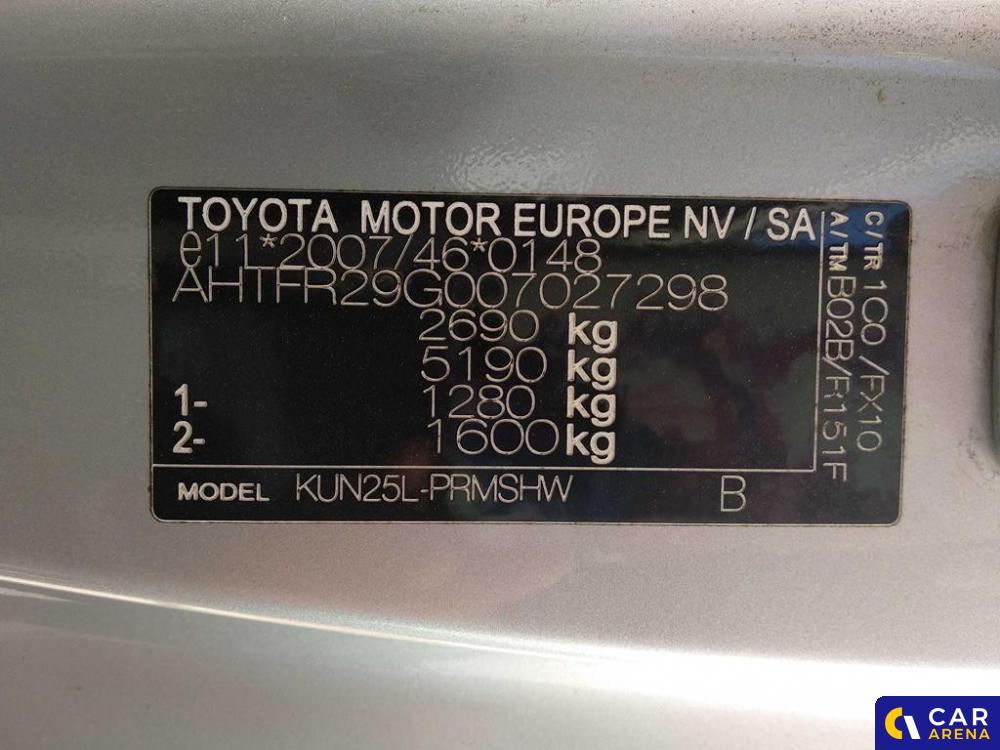 TOYOTA MOTOR EUROPE NV / SA
e11*2007/46*0148
AHTFR29G007027298
2690 kg
5190 kg
1- 1280 kg
2- 1600 kg
MODEL KUN25L-PRMSHW B
C/TR 1C0/FX10
A/TM B02B/R151F
CAR
ARENA